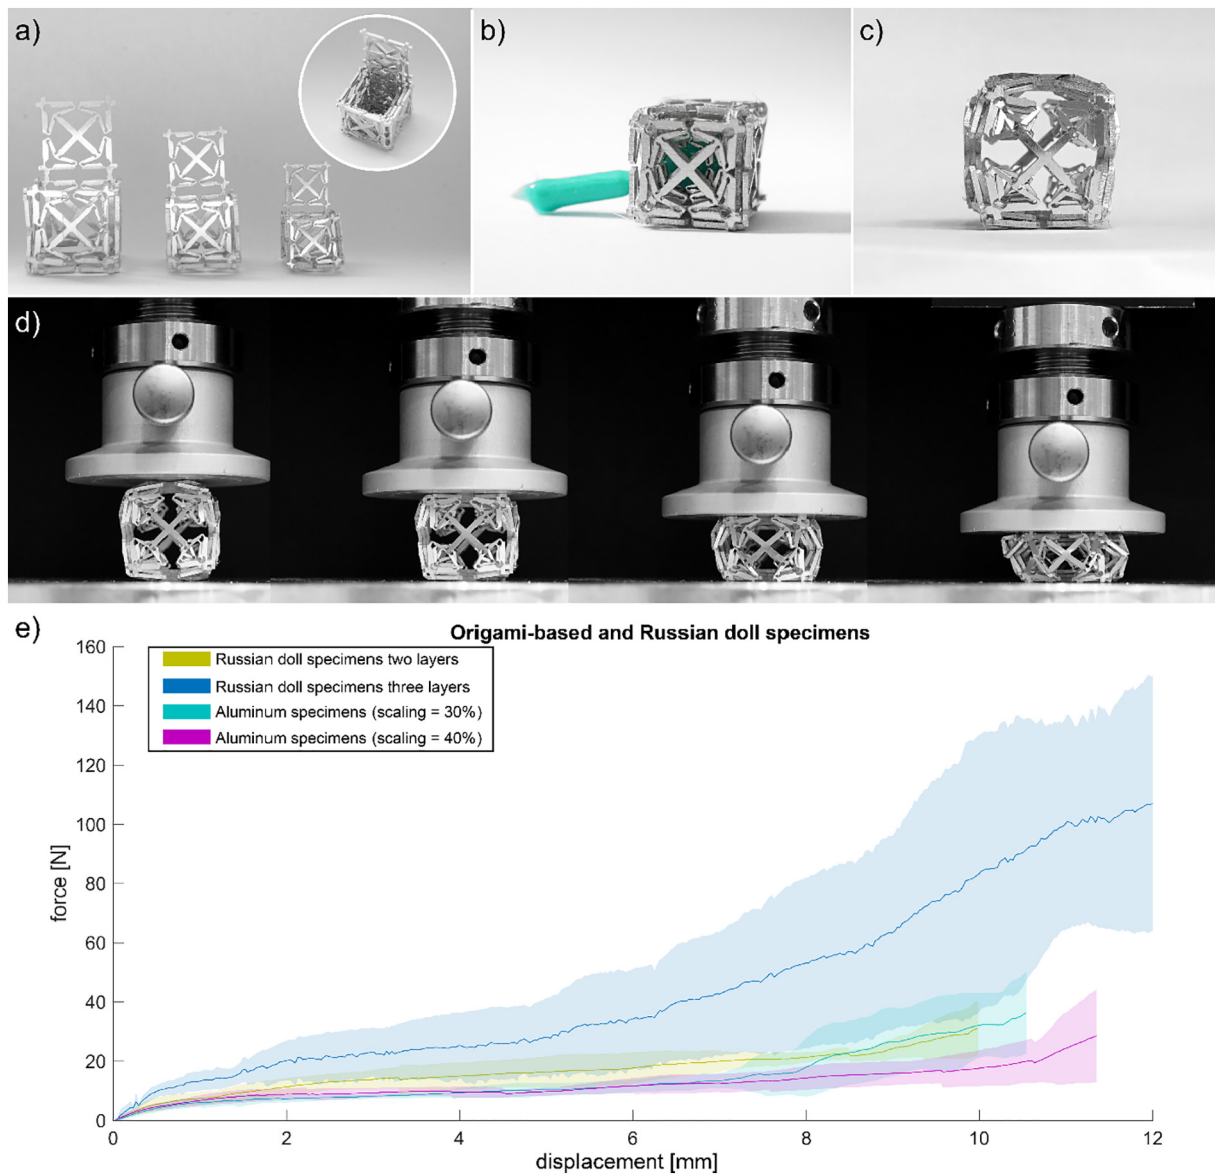 a)
b)
c)
d)
e)
Origami-based and Russian doll specimens
160
140
120
100
80
60
40
20
0
force [N]
Russian doll specimens two layers
Russian doll specimens three layers
Aluminum specimens (scaling = 30%)
Aluminum specimens (scaling = 40%)
0 2 4 6 8 10 12
displacement [mm]